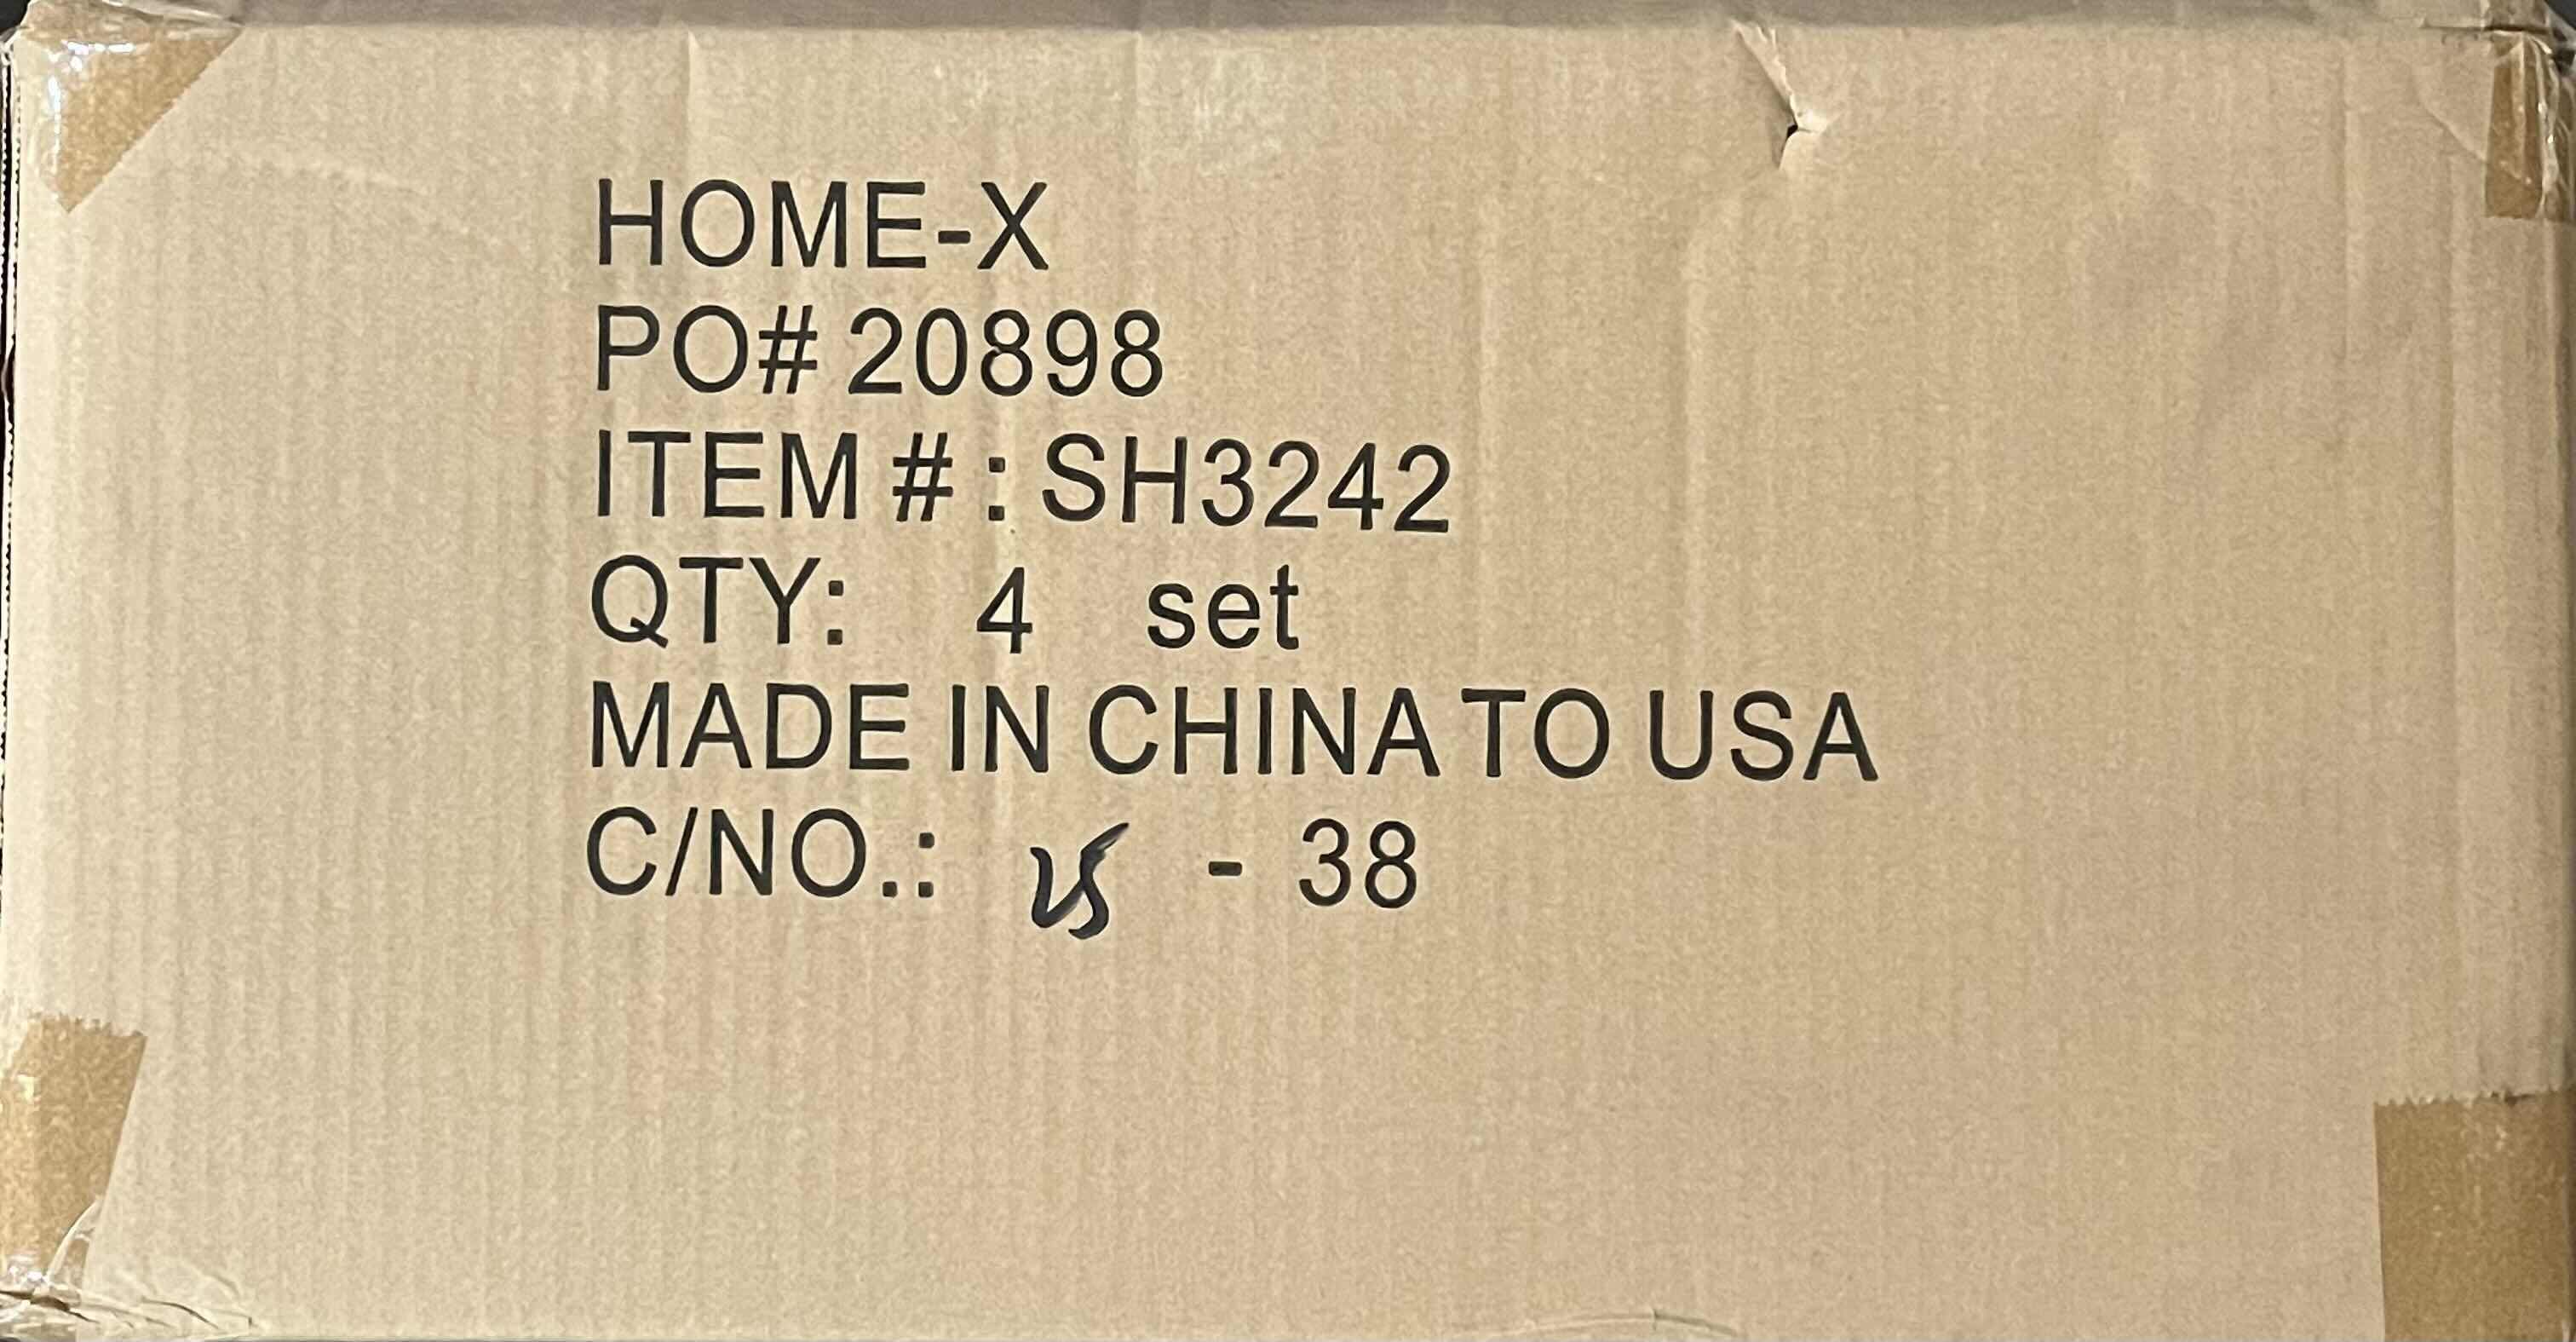 HOME-X
PO# 20898
ITEM # : SH3242
QTY: 4 set
MADE IN CHINA TO USA
C/NO.: - 38